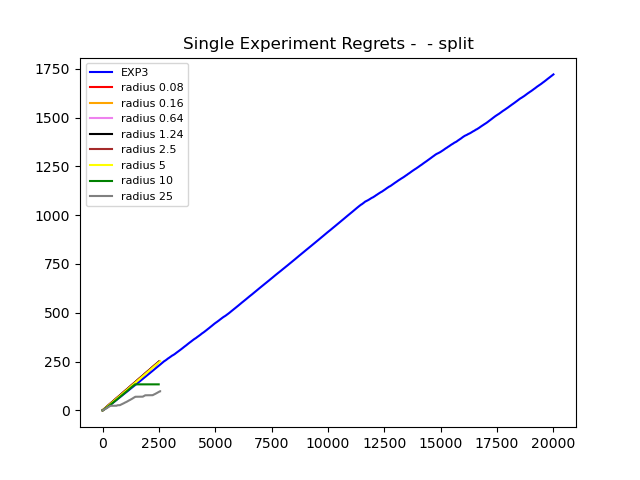 Single Experiment Regrets -  - split
1750
1500
1250
1000
750
500
250
0
EXP3
radius 0.08
radius 0.16
radius 0.64
radius 1.24
radius 2.5
radius 5
radius 10
radius 25
0 2500 5000 7500 10000 12500 15000 17500 20000